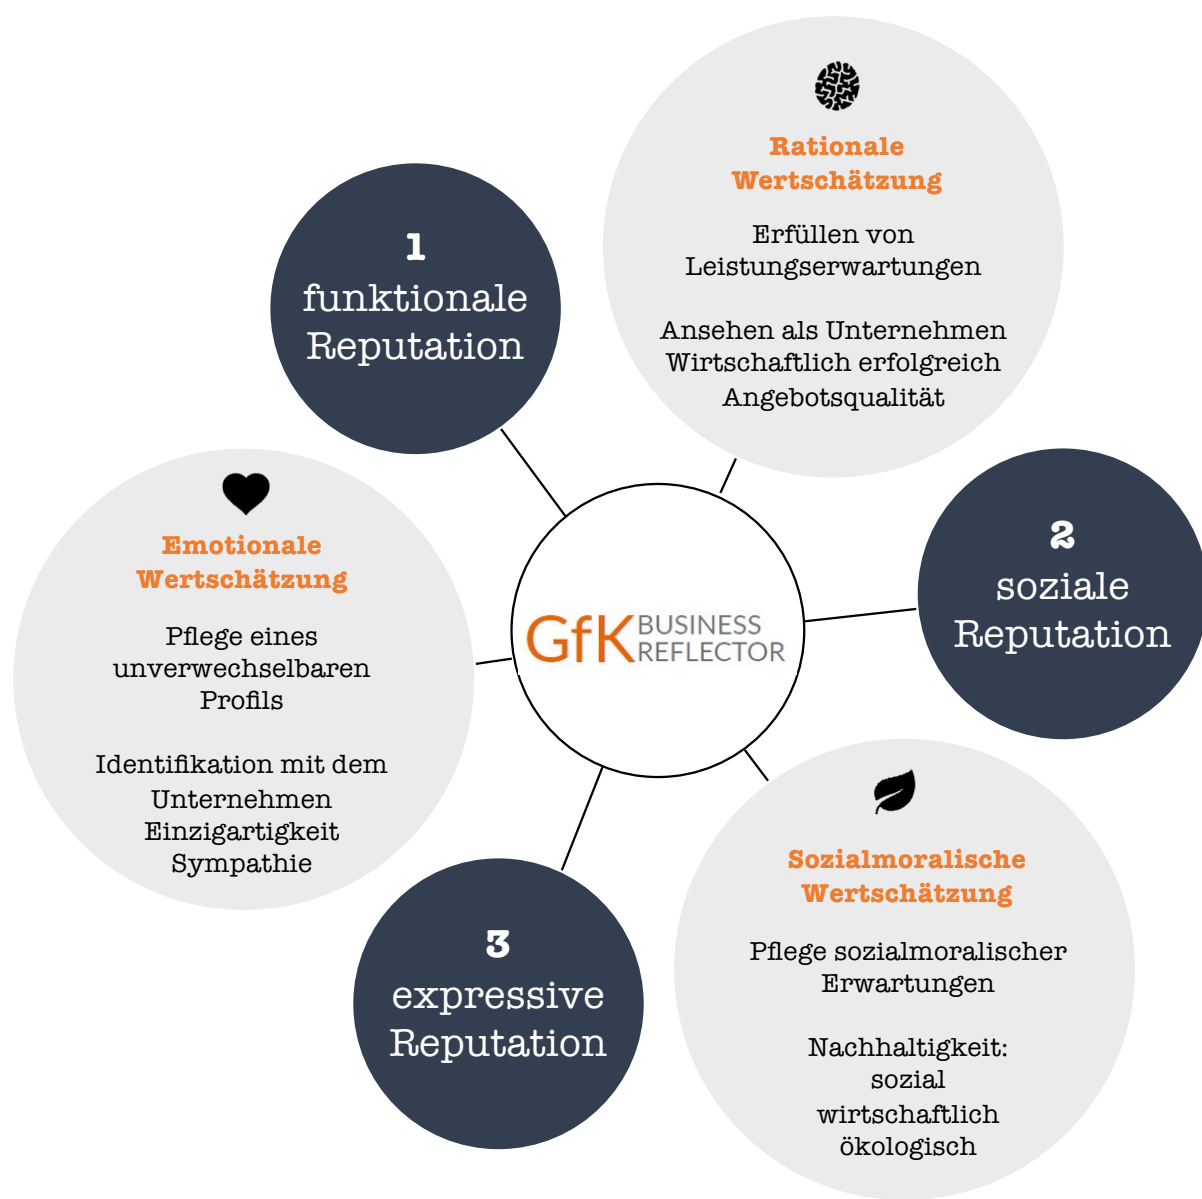 Rationale
Wertschätzung
Erfüllen von
Leistungserwartungen
Ansehen als Unternehmen
Wirtschaftlich erfolgreich
Angebotsqualität
1
funktionale
Reputation
2
soziale
Reputation
Emotionale
Wertschätzung
Pflege eines
unverwechselbaren
Profils
Identifikation mit dem
Unternehmen
Einzigartigkeit
Sympathie
GfK BUSINESS
REFLECTOR
Sozialmoralische
Wertschätzung
Pflege sozialmoralischer
Erwartungen
Nachhaltigkeit:
sozial
wirtschaftlich
ökologisch
3
expressive
Reputation